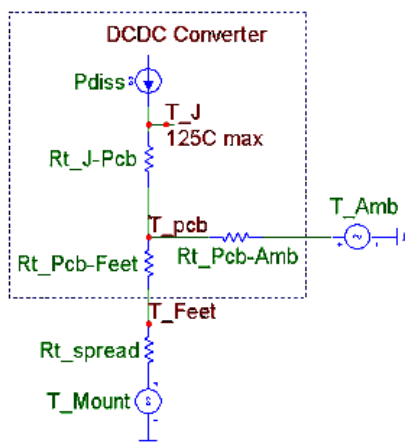 DCDC Converter
Pdiss
T_J
125C max
Rt_J-Pcb
T_pcb
T_Amb
Rt_Pcb-Feet
Rt_Pcb-Amb
T_Feet
Rt_spread
T_Mount